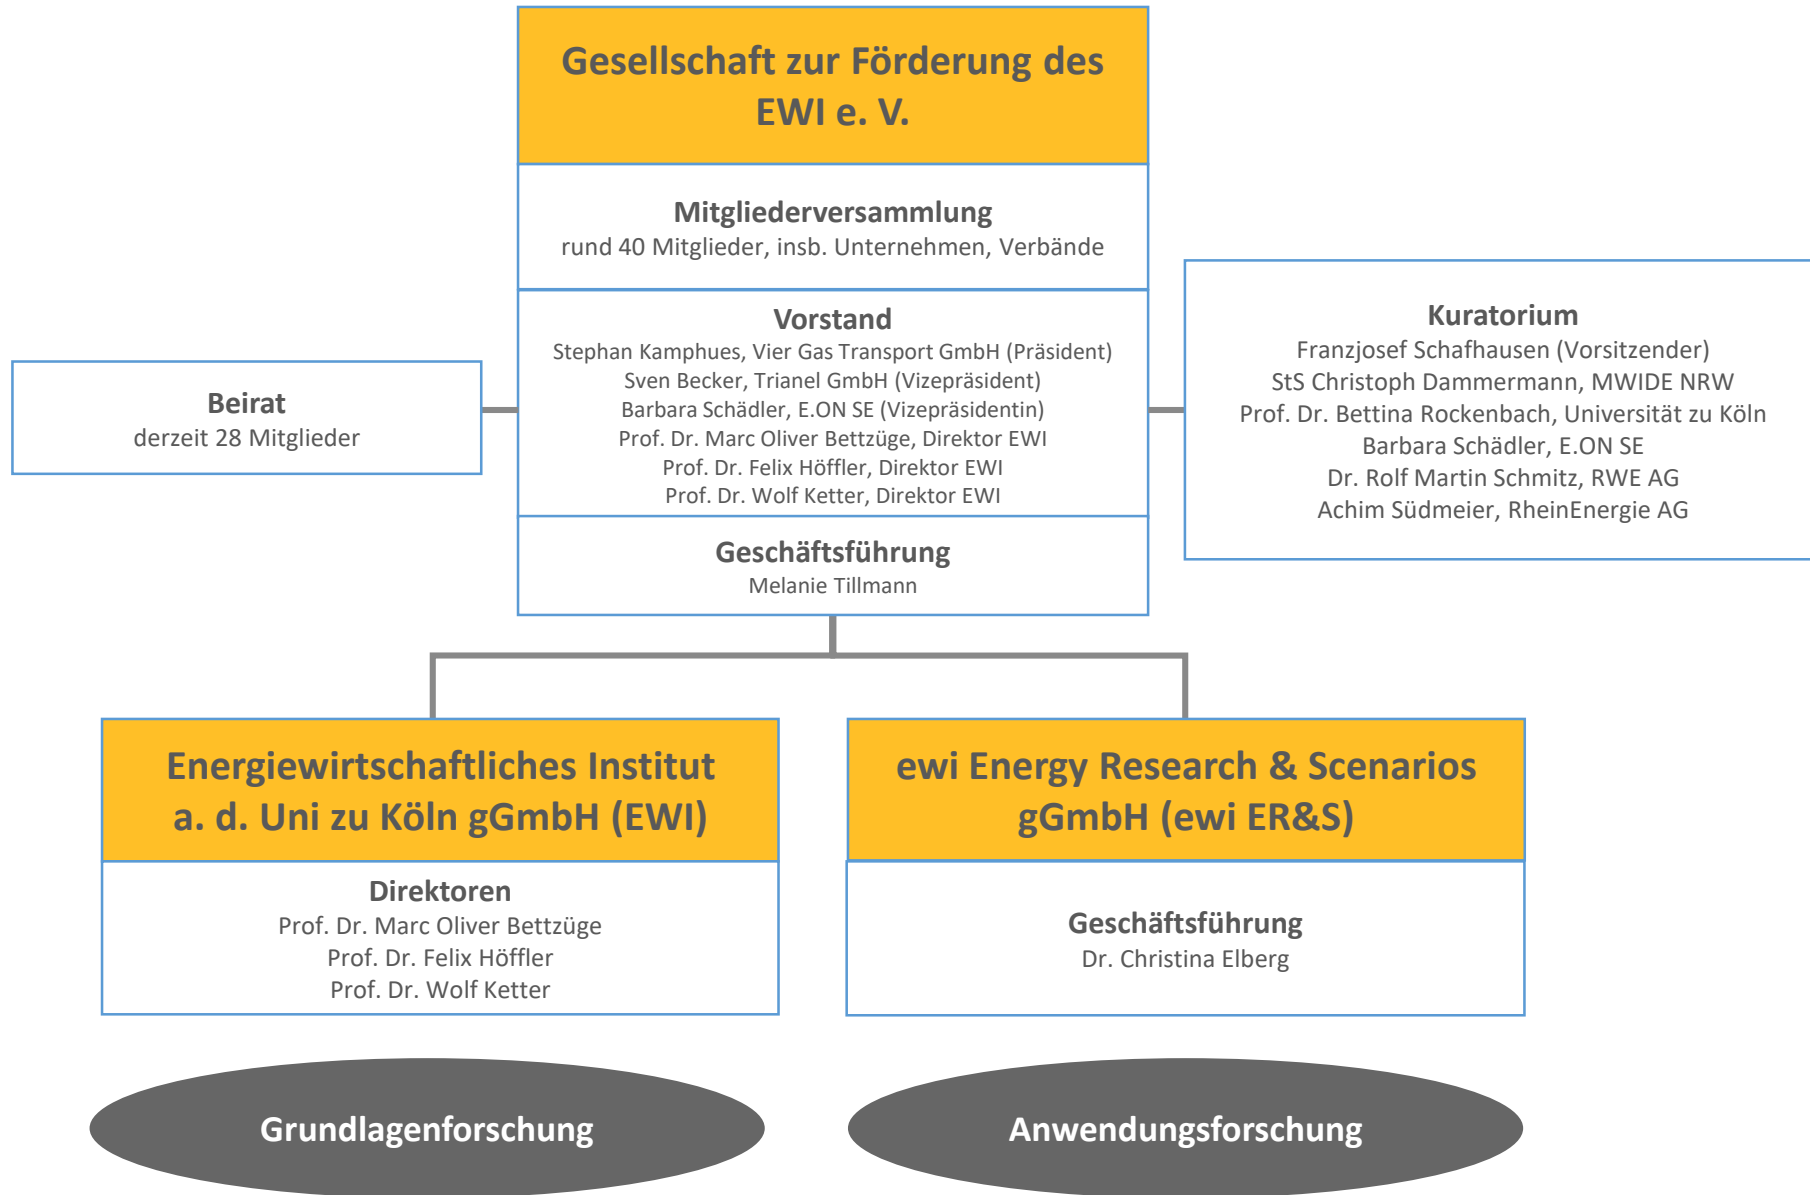 Gesellschaft zur Förderung des
EWI e. V.
Mitgliederversammlung
rund 40 Mitglieder, insb. Unternehmen, Verbände
Vorstand
Stephan Kamphues, Vier Gas Transport GmbH (Präsident)
Sven Becker, Trianel GmbH (Vizepräsident)
Barbara Schädler, E.ON SE (Vizepräsidentin)
Prof. Dr. Marc Oliver Bettzüge, Direktor EWI
Prof. Dr. Felix Höffler, Direktor EWI
Prof. Dr. Wolf Ketter, Direktor EWI
Geschäftsführung
Melanie Tillmann
Beirat
derzeit 28 Mitglieder
Kuratorium
Franzjosef Schafhausen (Vorsitzender)
StS Christoph Dammermann, MWIDE NRW
Prof. Dr. Bettina Rockenbach, Universität zu Köln
Barbara Schädler, E.ON SE
Dr. Rolf Martin Schmitz, RWE AG
Achim Südmeier, RheinEnergie AG
Energiewirtschaftliches Institut
a. d. Uni zu Köln gGmbH (EWI)
Direktoren
Prof. Dr. Marc Oliver Bettzüge
Prof. Dr. Felix Höffler
Prof. Dr. Wolf Ketter
Grundlagenforschung
ewi Energy Research & Scenarios
gGmbH (ewi ER&S)
Geschäftsführung
Dr. Christina Elberg
Anwendungsforschung